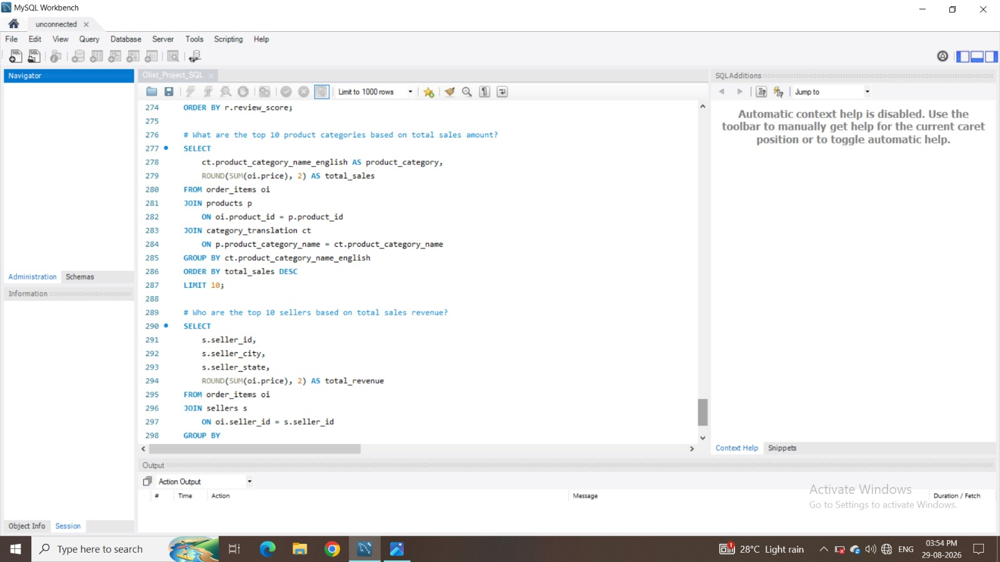 MySQL Workbench
unconnected
File Edit View Query Database Server Tools Scripting Help
Navigator
Administration Schemas
Information
Object Info Session
Olist_Project_SQL
Limit to 1000 rows
274 ORDER BY r.review_score;
275
276 # What are the top 10 product categories based on total sales amount?
277 SELECT
278 ct.product_category_name_english AS product_category,
279 ROUND(SUM(oi.price), 2) AS total_sales
280 FROM order_items oi
281 JOIN products p
282 ON oi.product_id = p.product_id
283 JOIN category_translation ct
284 ON p.product_category_name = ct.product_category_name
285 GROUP BY ct.product_category_name_english
286 ORDER BY total_sales DESC
287 LIMIT 10;
288
289 # Who are the top 10 sellers based on total sales revenue?
290 SELECT
291 s.seller_id,
292 s.seller_city,
293 s.seller_state,
294 ROUND(SUM(oi.price), 2) AS total_revenue
295 FROM order_items oi
296 JOIN sellers s
297 ON oi.seller_id = s.seller_id
298 GROUP BY
SQLAdditions
Jump to
Automatic context help is disabled. Use the
toolbar to manually get help for the current caret
position or to toggle automatic help.
Context Help Snippets
Output
Action Output
# Time Action Message Duration / Fetch
Activate Windows
Go to Settings to activate Windows.
Type here to search
1
28°C Light rain
ENG
03:54 PM
29-08-2026